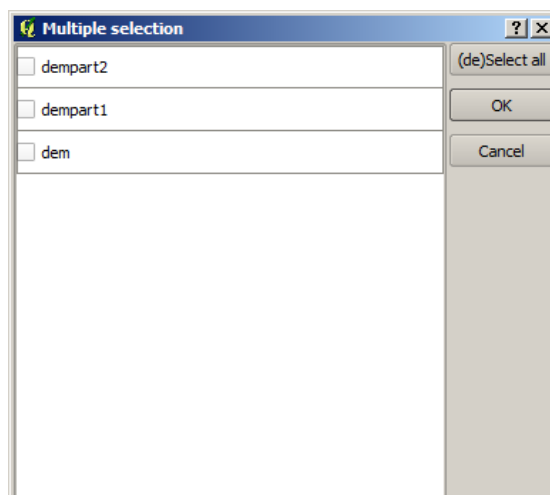 Multiple selection
dempart2
dempart1
dem
(de)Select all
OK
Cancel